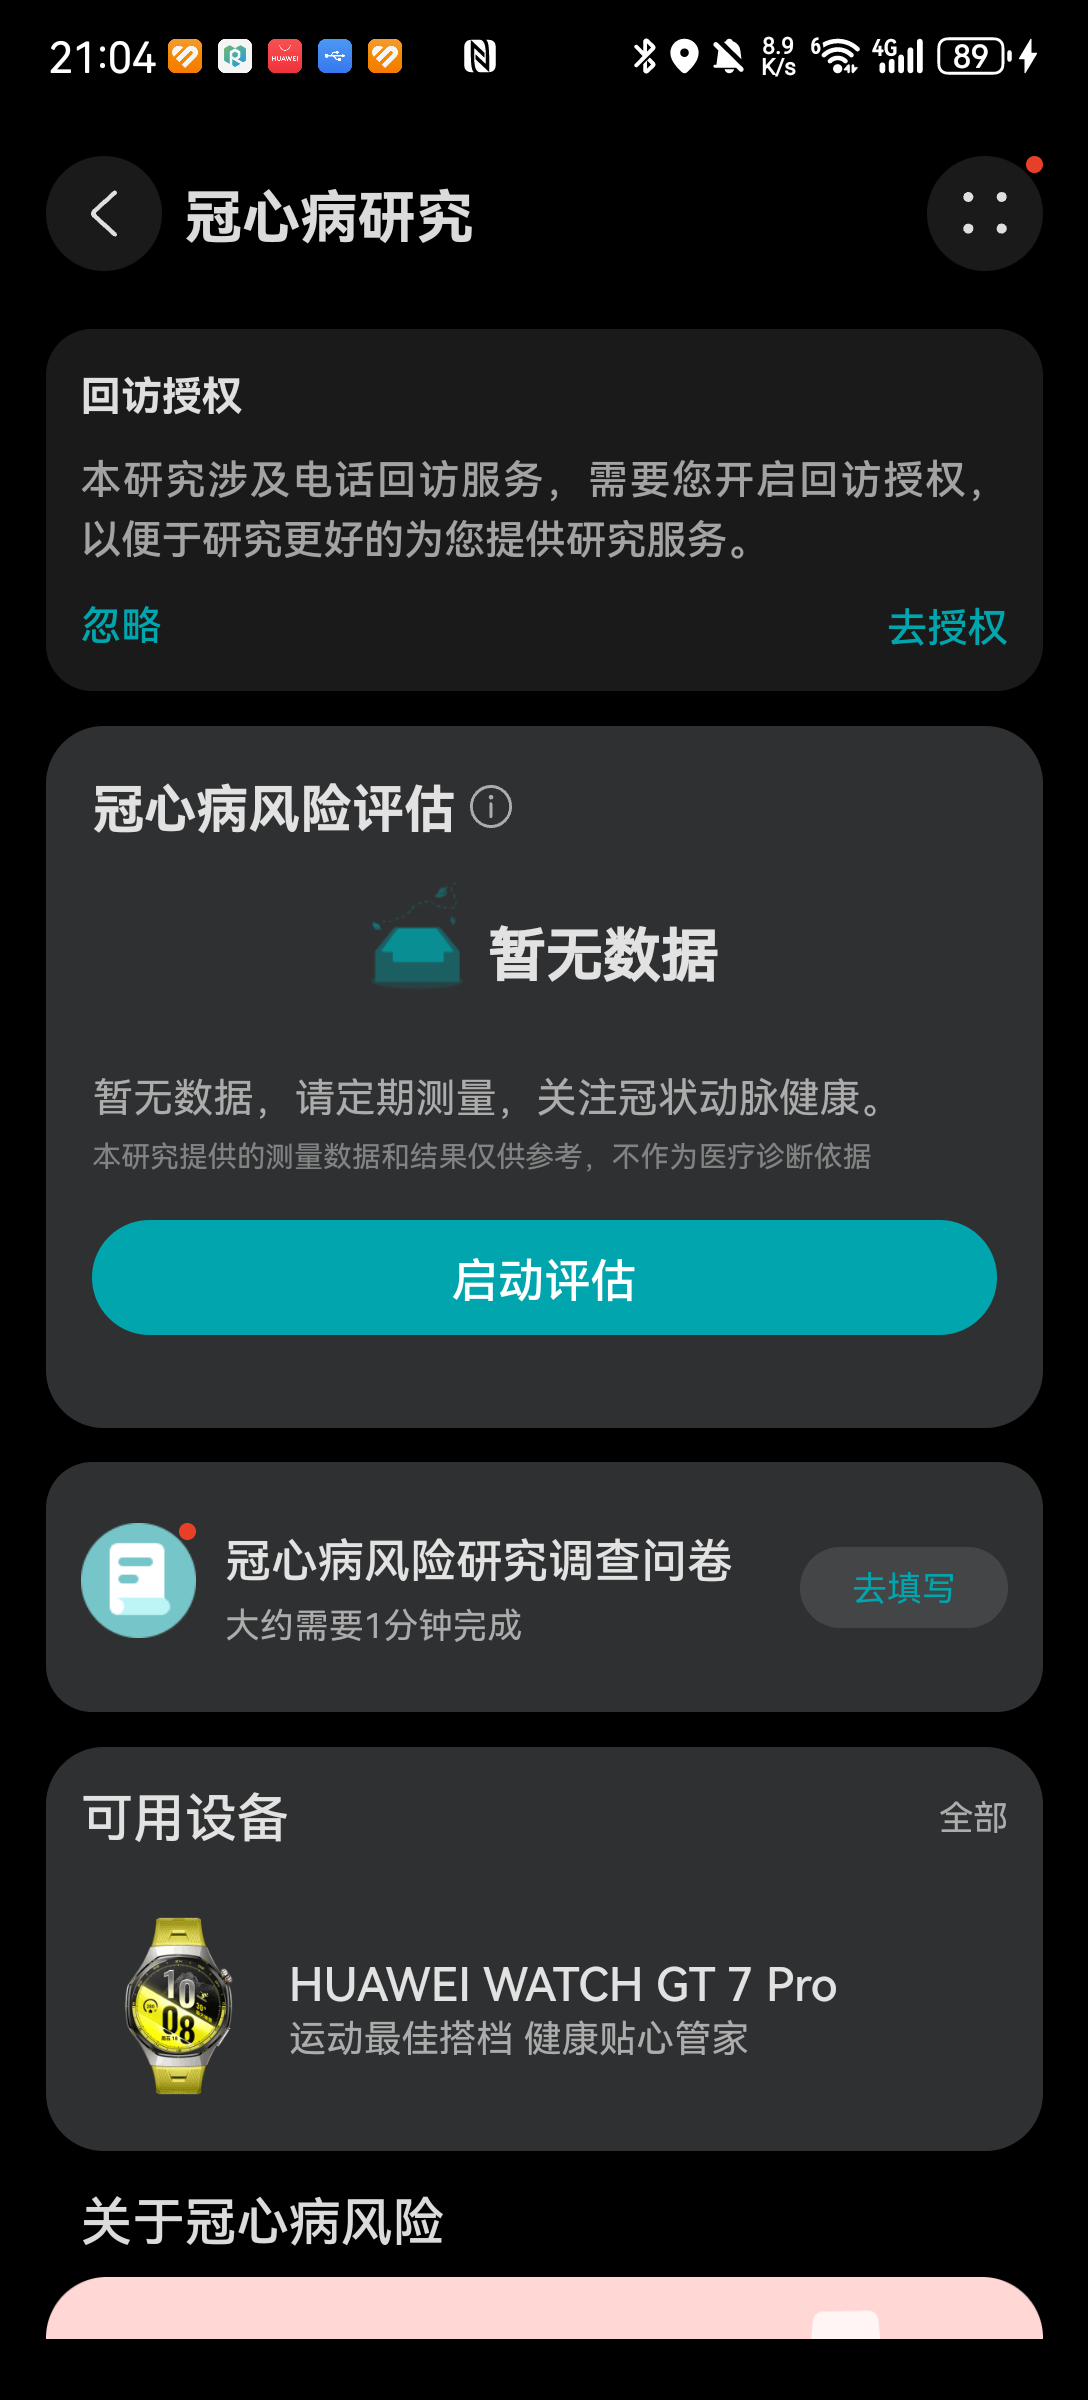 21:04
HUAWEI
8.9 K/s
6
4G
89
冠心病研究
回访授权
本研究涉及电话回访服务，需要您开启回访授权，
以便于研究更好的为您提供研究服务。
忽略
去授权
冠心病风险评估
暂无数据
暂无数据，请定期测量，关注冠状动脉健康。
本研究提供的测量数据和结果仅供参考，不作为医疗诊断依据
启动评估
冠心病风险研究调查问卷
大约需要1分钟完成
去填写
可用设备
全部
10
08
HUAWEI WATCH GT 7 Pro
运动最佳搭档 健康贴心管家
关于冠心病风险